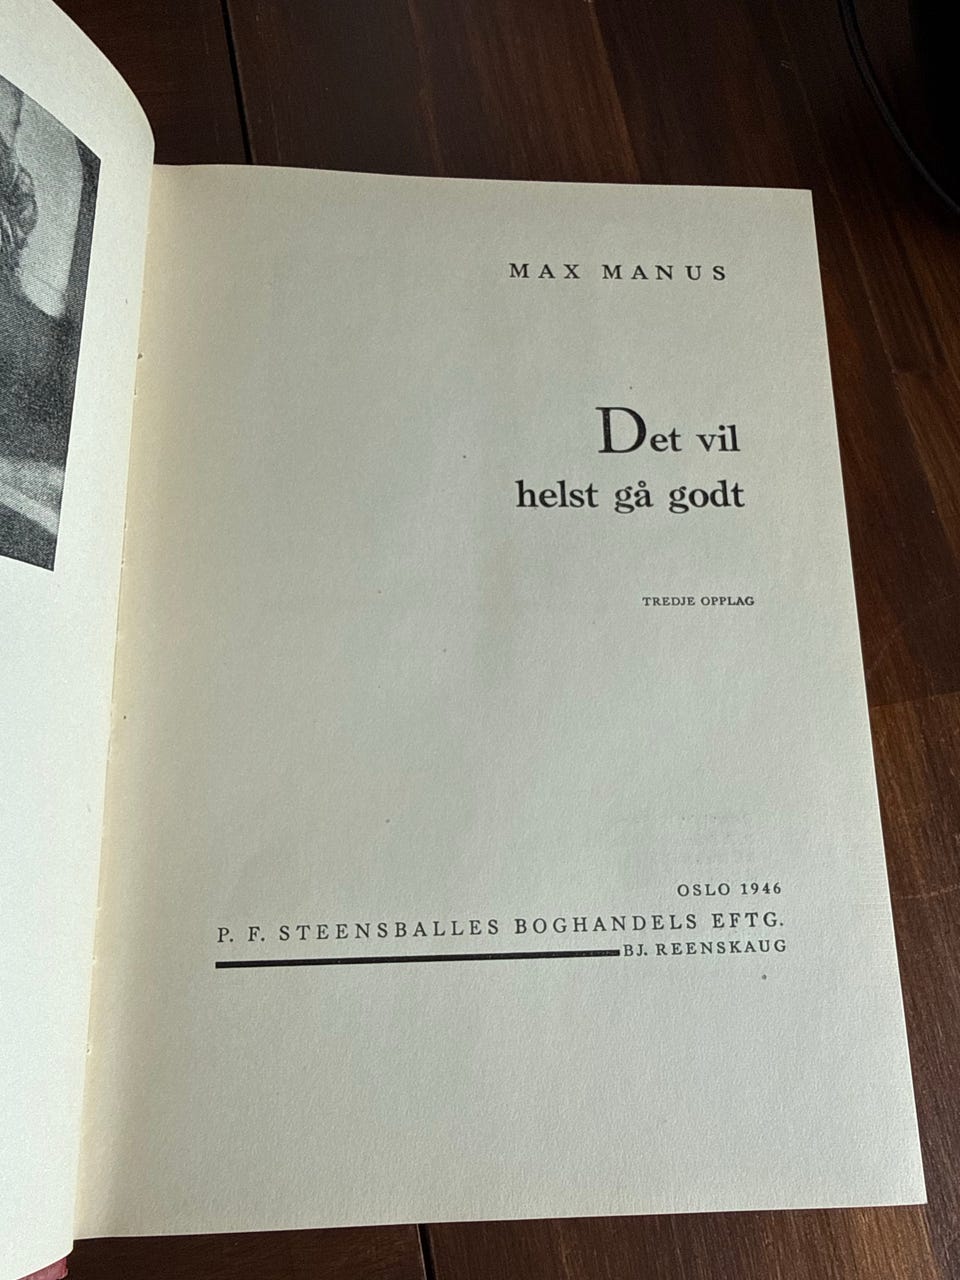 MAX MANUS
Det vil
helst gå godt
TREDJE OPPLAG
OSLO 1946
P. F. STEENSBALLES BOGHANDELS EFTG.
BJ. REENSKAUG